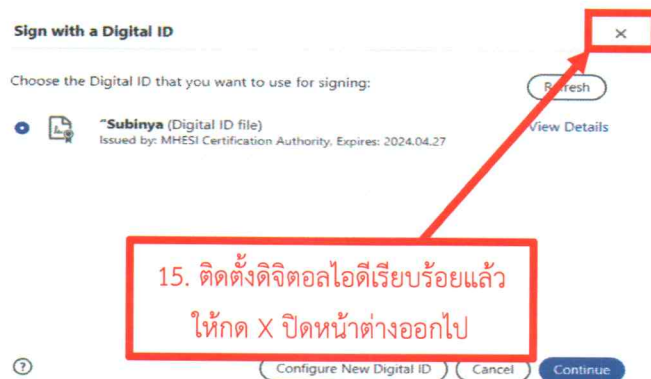 Sign with a Digital ID
Choose the Digital ID that you want to use for signing:
Refresh
"Subinya (Digital ID file)
View Details
Issued by: MHESI Certification Authority, Expires: 2024.04.27
15. ติดตั้งดิจิตอลไอดีเรียบร้อยแล้ว
ให้กด X ปิดหน้าต่างออกไป
Configure New Digital ID
Cancel
Continue